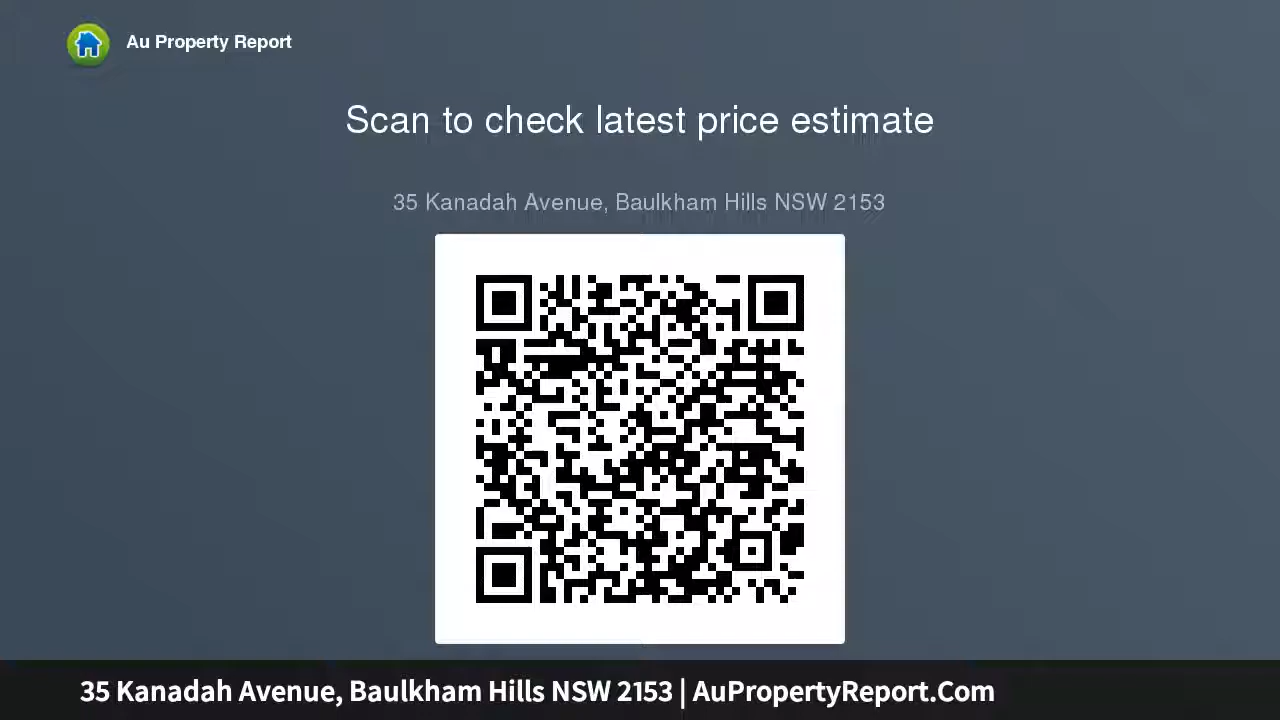 Au Property Report
Scan to check latest price estimate
35 Kanadah Avenue, Baulkham Hills NSW 2153
35 Kanadah Avenue, Baulkham Hills NSW 2153 | AuPropertyReport.Com